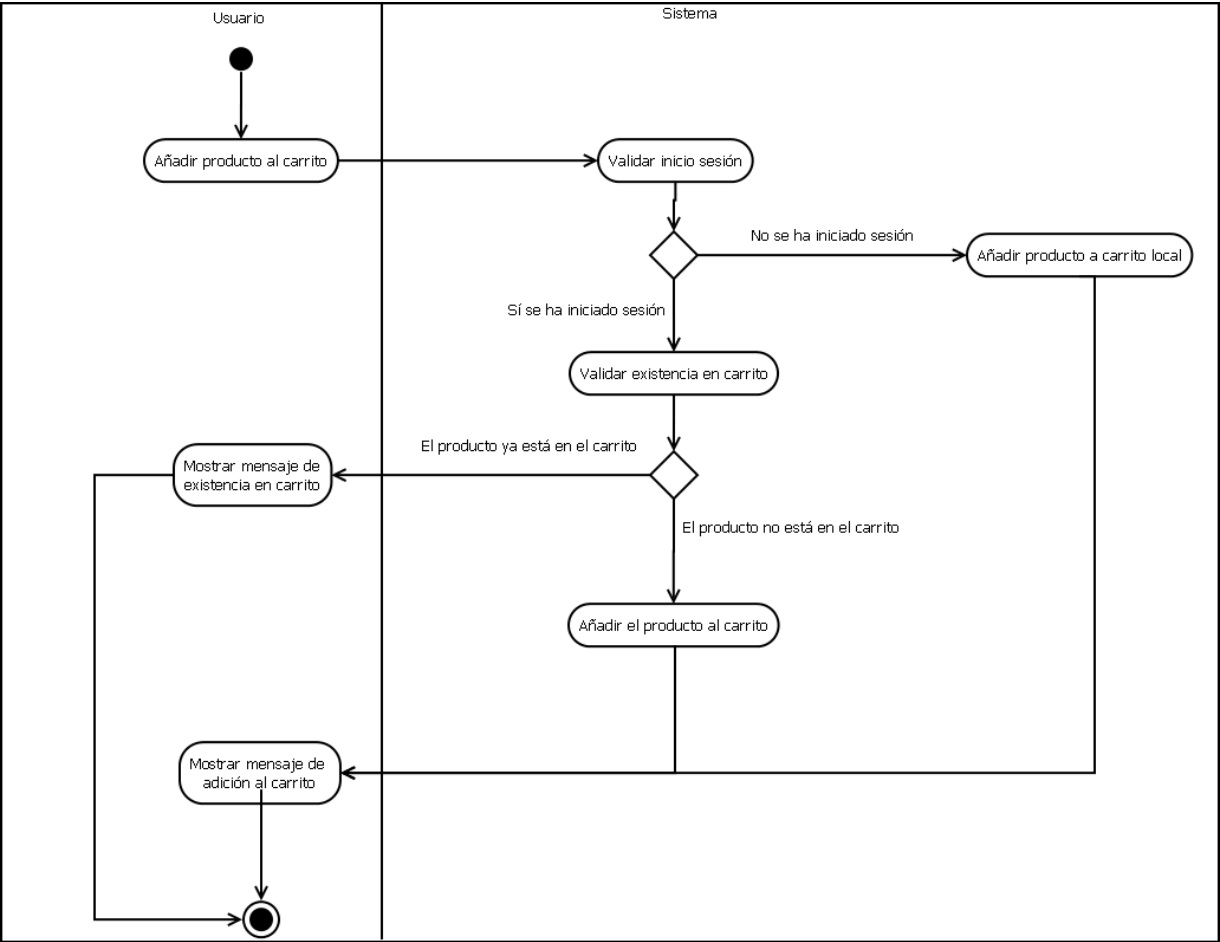 Usuario
Sistema
Añadir producto al carrito
Validar inicio sesión
No se ha iniciado sesión
Añadir producto a carrito local
Sí se ha iniciado sesión
Validar existencia en carrito
El producto ya está en el carrito
Mostrar mensaje de
existencia en carrito
El producto no está en el carrito
Añadir el producto al carrito
Mostrar mensaje de
adición al carrito